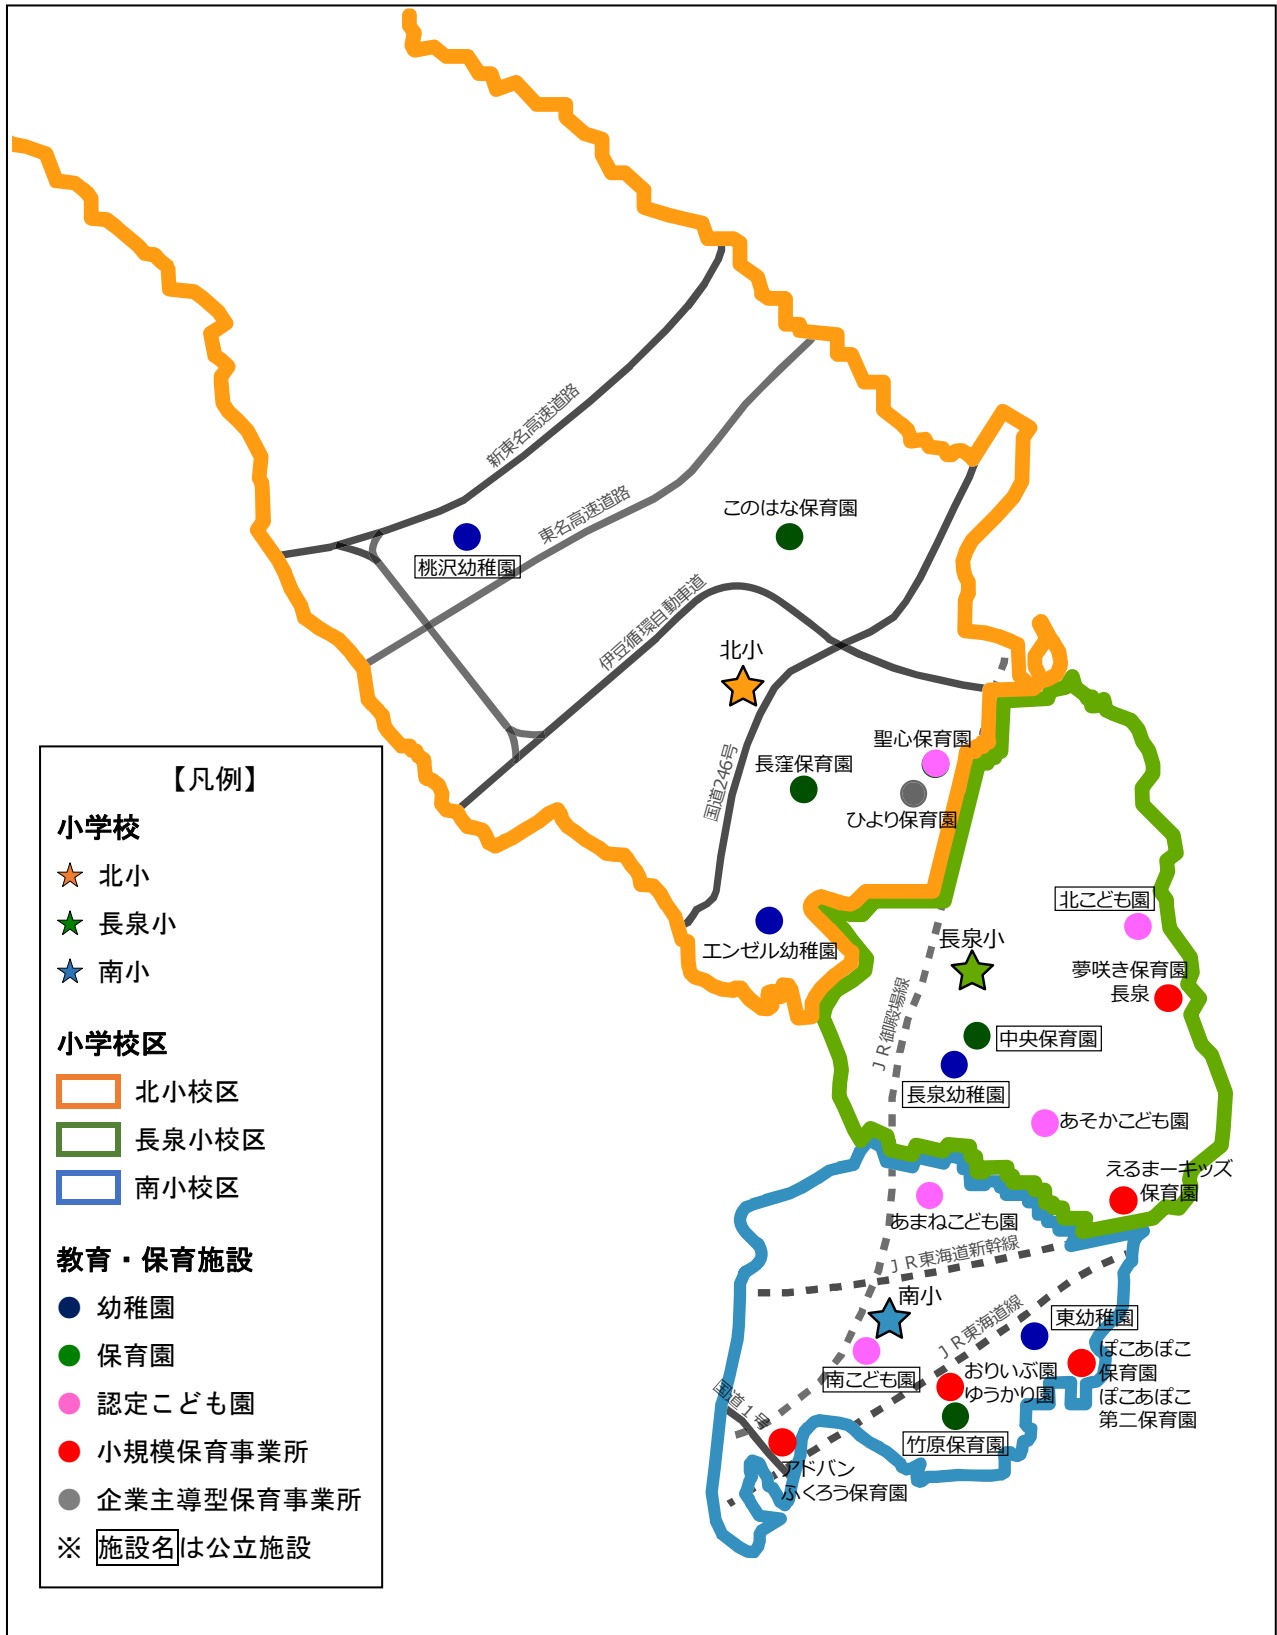 新東名高速道路
東名高速道路
このはな保育園
桃沢幼稚園
伊豆循環自動車道
北小
国道246号
聖心保育園
長窪保育園
ひより保育園
エンゼル幼稚園
北こども園
長泉小
夢咲き保育園
長泉
JR御殿場線
中央保育園
長泉幼稚園
あそかこども園
えるまーキッズ
保育園
あまねこども園
JR東海道新幹線
南小
JR東海道線
東幼稚園
南こども園
おりいぶ園
ゆうかり園
ぽこあぽこ
保育園
ぽこあぽこ
第二保育園
国道1号
竹原保育園
アドバン
ふくろう保育園
【凡例】
小学校
北小
長泉小
南小
小学校区
北小校区
長泉小校区
南小校区
教育・保育施設
幼稚園
保育園
認定こども園
小規模保育事業所
企業主導型保育事業所
※ 施設名は公立施設